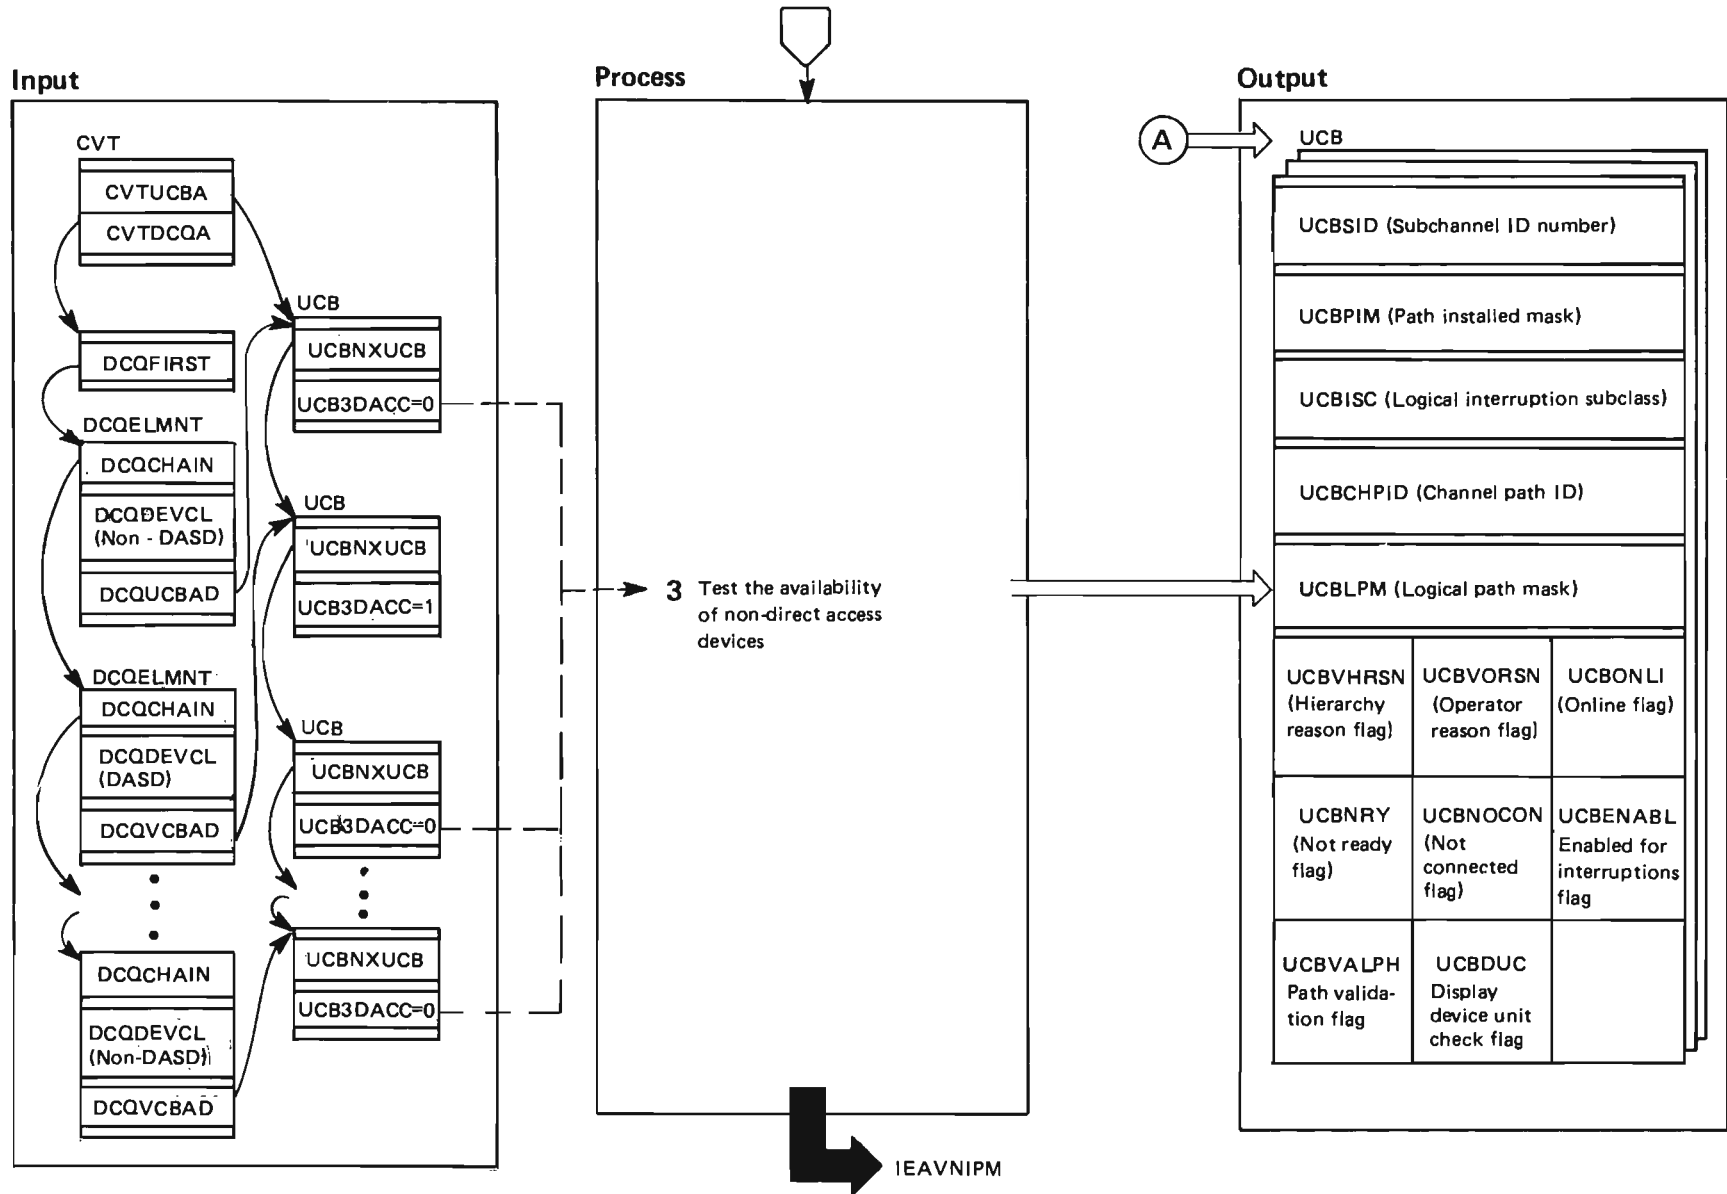 Input
CVT
CVTUCBA
CVTDCQA
DCQFIRST
DCQELMNT
DCQCHAIN
DCQDEVCL
(Non - DASD)
DCQUCBAD
DCQELMNT
DCQCHAIN
DCQDEVCL
(DASD)
DCQVCBAD
DCQCHAIN
DCQDEVCL
(Non-DASD)
DCQVCBAD
UCB
UCBNXUCB
UCB3DACC=0
UCB
UCBNXUCB
UCB3DACC=1
UCB
UCBNXUCB
UCB3DACC=0
UCBNXUCB
UCB3DACC=0
Process
3 Test the availability
of non-direct access
devices
IEAVNIPM
Output
A
UCB
UCBSID (Subchannel ID number)
UCBPIM (Path installed mask)
UCBISC (Logical interruption subclass)
UCBCHPID (Channel path ID)
UCBLPM (Logical path mask)
UCBVHRSN
(Hierarchy
reason flag)
UCBVORSN
(Operator
reason flag)
UCBONLI
(Online flag)
UCBNRY
(Not ready
flag)
UCBNOCON
(Not
connected
flag)
UCBENABL
Enabled for
interruptions
flag
UCBVALPH
Path valida-
tion flag
UCBDUC
Display
device unit
check flag